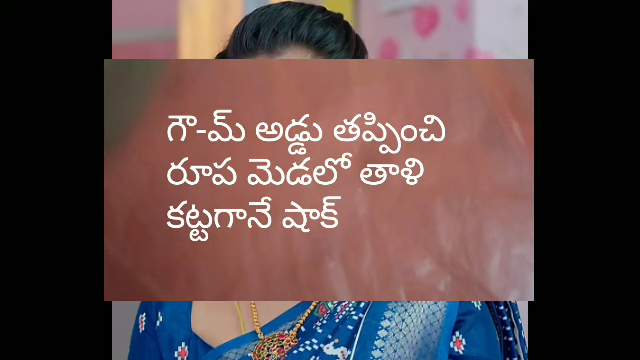 గౌ-మ్ అడ్డు తప్పించి
రూప మెడలో తాళి
కట్టగానే షాక్